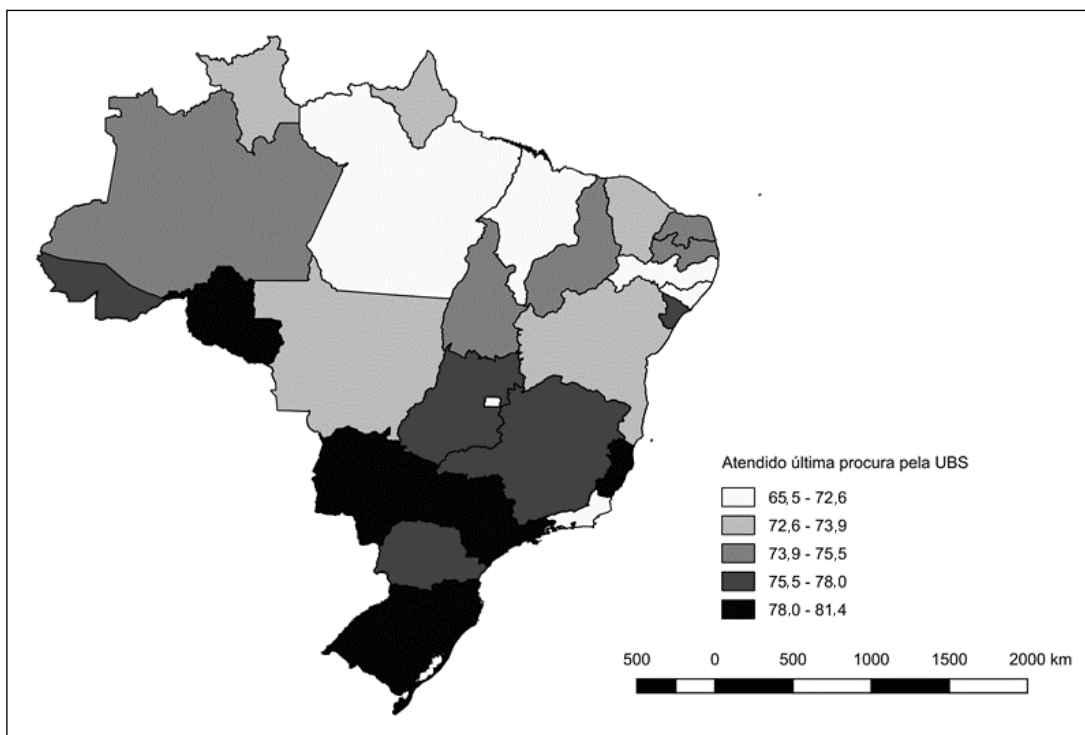 Atendido última procura pela UBS
65,5 - 72,6
72,6 - 73,9
73,9 - 75,5
75,5 - 78,0
78,0 - 81,4
500 0 500 1000 1500 2000 km